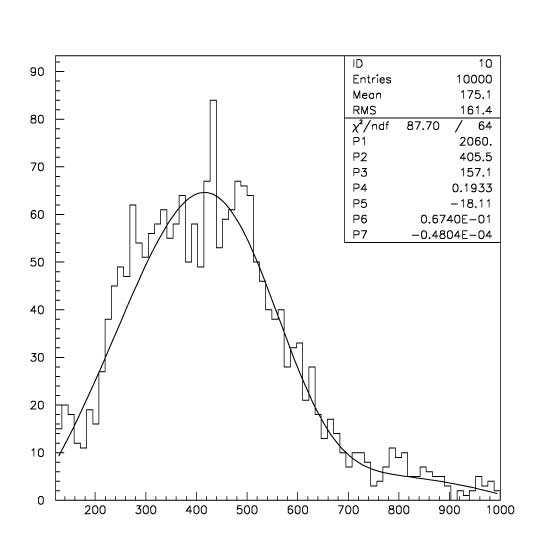 ID 10
Entries 10000
Mean 175.1
RMS 161.4
χ²/ndf 87.70 / 64
P1 2060.
P2 405.5
P3 157.1
P4 0.1933
P5 −18.11
P6 0.6740E−01
P7 −0.4804E−04
90
80
70
60
50
40
30
20
10
0
200 300 400 500 600 700 800 900 1000